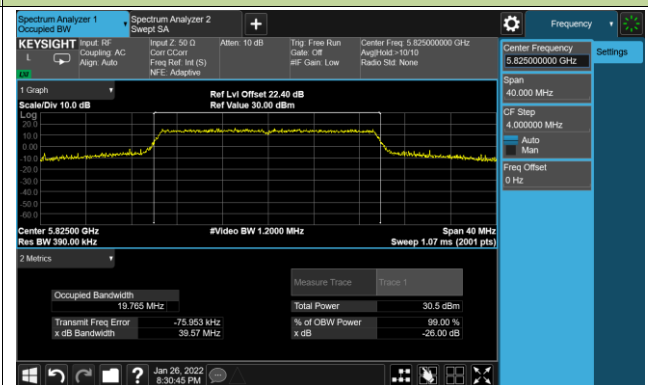 Spectrum Analyzer 1
Occupied BW
Spectrum Analyzer 2
Swept SA
+
Frequency
KEYSIGHT
L
Input: RF
Coupling: AC
Align: Auto
Input Z: 50 Ω
Corr CCorr
Freq Ref: Int (S)
NFE: Adaptive
Atten: 10 dB
Trig: Free Run
Gate: Off
#IF Gain: Low
Center Freq: 5.825000000 GHz
Avg|Hold:>10/10
Radio Std: None
Center Frequency
5.825000000 GHz
Settings
Span
40.000 MHz
CF Step
4.000000 MHz
Auto
Man
Freq Offset
0 Hz
1 Graph
Scale/Div 10.0 dB
Ref Lvl Offset 22.40 dB
Ref Value 30.00 dBm
Log
20.0
10.0
0.00
-10.0
-20.0
-30.0
-40.0
-50.0
-60.0
Center 5.82500 GHz
Res BW 390.00 kHz
#Video BW 1.2000 MHz
Span 40 MHz
Sweep 1.07 ms (2001 pts)
2 Metrics
Measure Trace
Trace 1
Occupied Bandwidth
19.765 MHz
Total Power
30.5 dBm
Transmit Freq Error
-75.953 kHz
% of OBW Power
99.00 %
x dB Bandwidth
39.57 MHz
x dB
-26.00 dB
?
Jan 26, 2022
8:30:45 PM